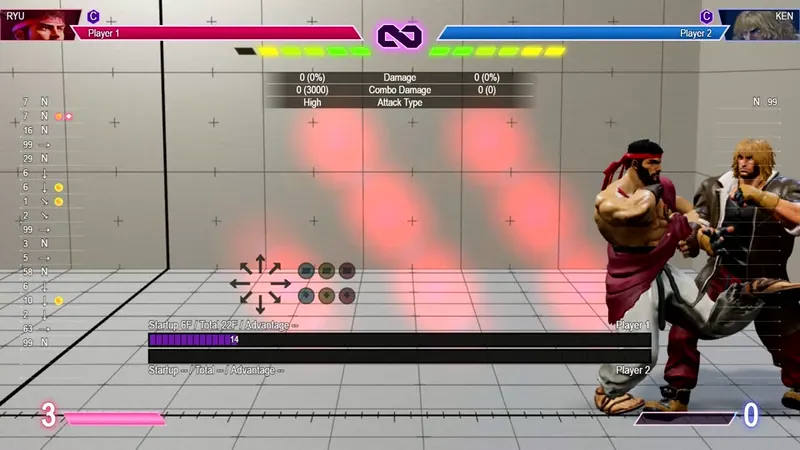 RYU C C KEN
Player 1 Player 2
0 (0%) Damage 0 (0%)
0 (3000) Combo Damage 0 (0)
High Attack Type
7 N N 99
7 N
16 N
99
29 N
6
6
1
2
99
3 N
5
58 N
6
10
2
63
99 N
Startup 6F / Total 22F / Advantage -- Player 1
14
Startup -- / Total -- / Advantage -- Player 2
3 0